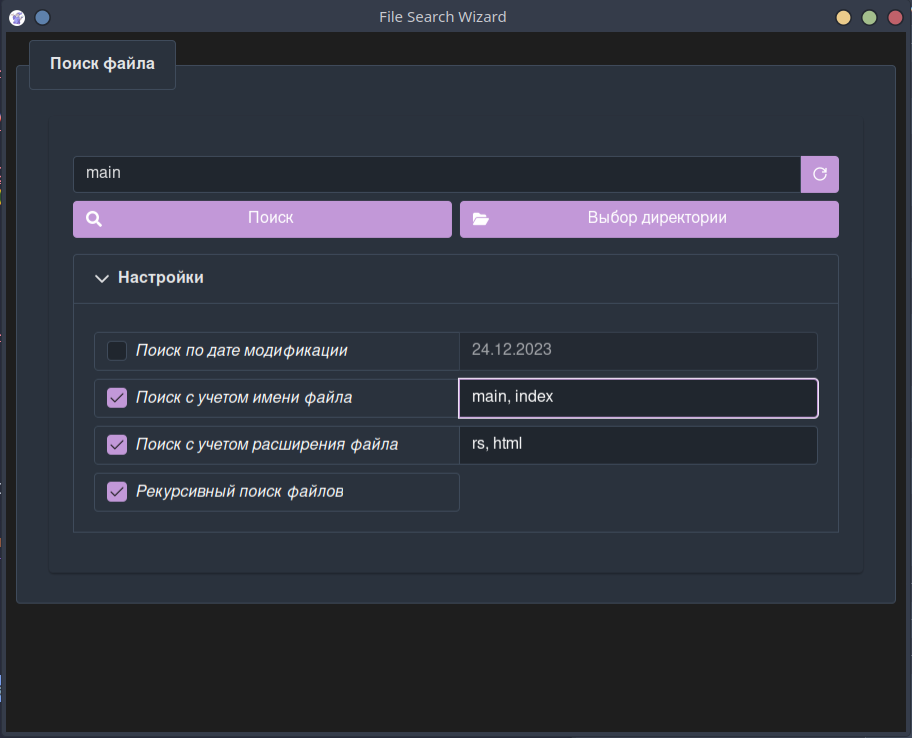 File Search Wizard
Поиск файла
main
Поиск
Выбор директории
Настройки
Поиск по дате модификации
24.12.2023
Поиск с учетом имени файла
main, index
Поиск с учетом расширения файла
rs, html
Рекурсивный поиск файлов